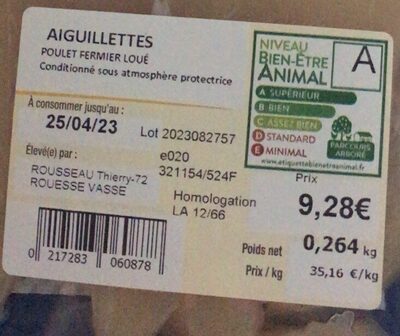 AIGUILLETTES
POULET FERMIER LOUÉ
Conditionné sous atmosphère protectrice
À consommer jusqu'au :
25/04/23
Lot 2023082757
Élevé(e) par :
e020
321154/524F
ROUSSEAU Thierry-72
ROUESSE VASSE
Homologation
LA 12/66
0 217283 060878
NIVEAU
BIEN-ÊTRE
ANIMAL
A
A SUPÉRIEUR
B BIEN
C ASSEZ BIEN
D STANDARD
E MINIMAL
PARCOURS
ARBORÉ
www.etiquettebienetreanimal.fr
Prix
9,28€
Poids net 0,264 kg
Prix / kg 35,16 €/kg